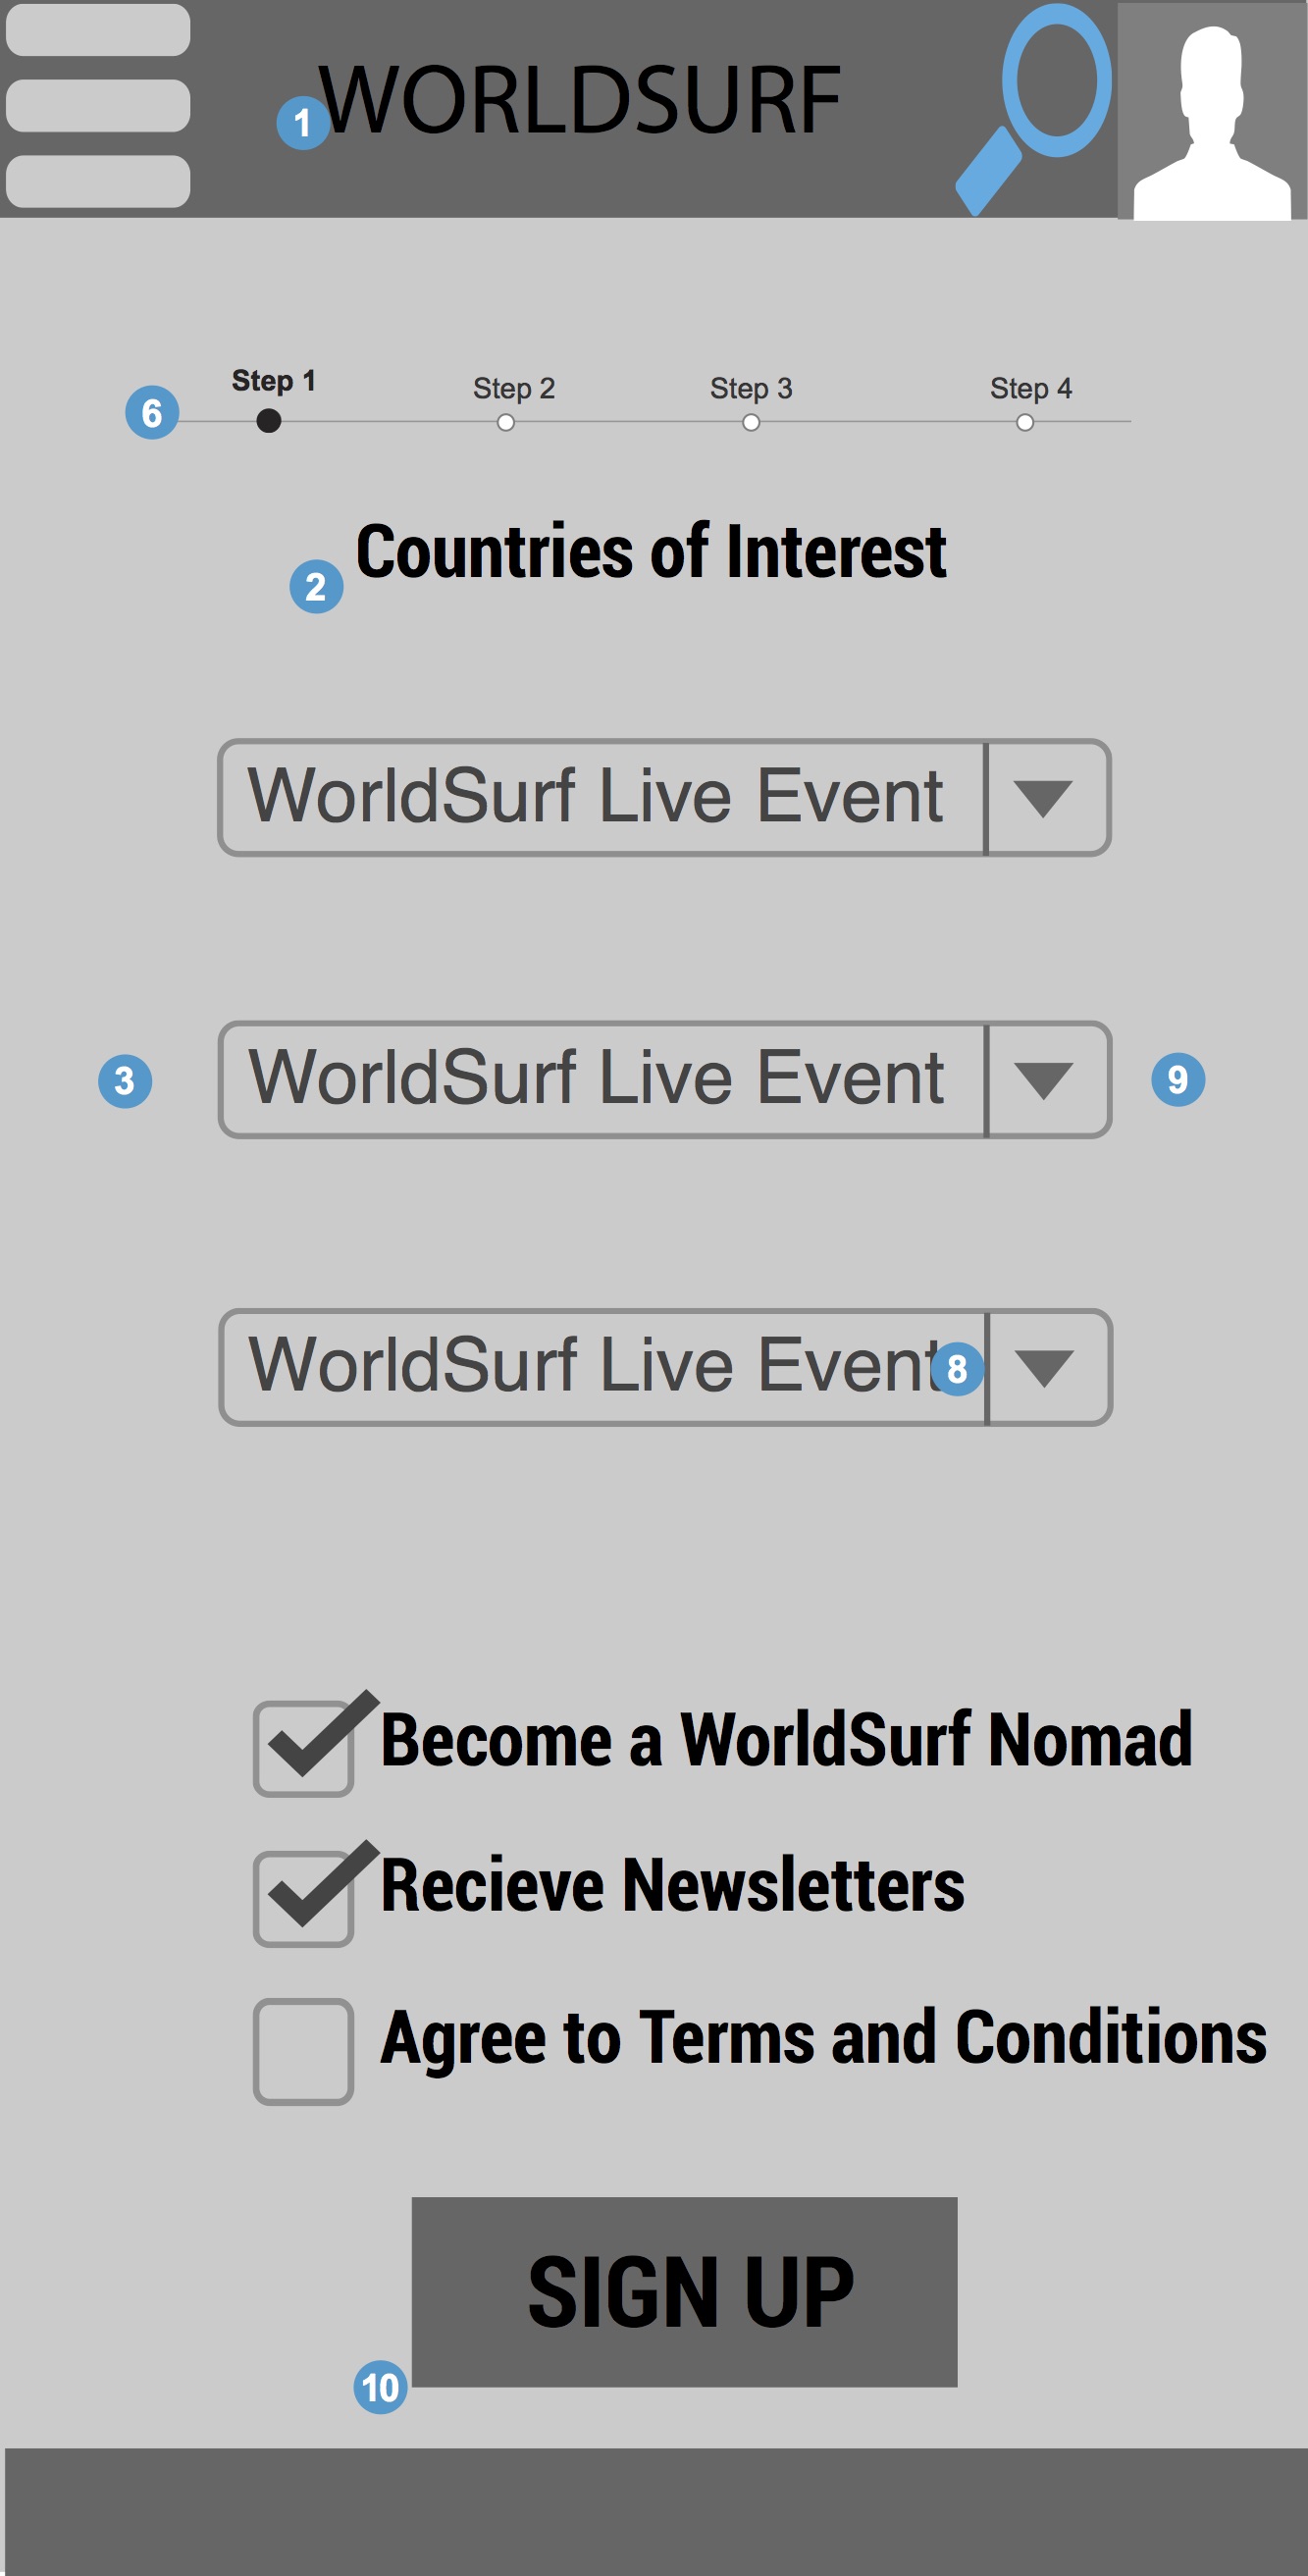 1 WORLDSURF
Step 1 Step 2 Step 3 Step 4
6
Countries of Interest
2
WorldSurf Live Event
3 WorldSurf Live Event 9
WorldSurf Live Event 8
Become a WorldSurf Nomad
Recieve Newsletters
Agree to Terms and Conditions
SIGN UP
10